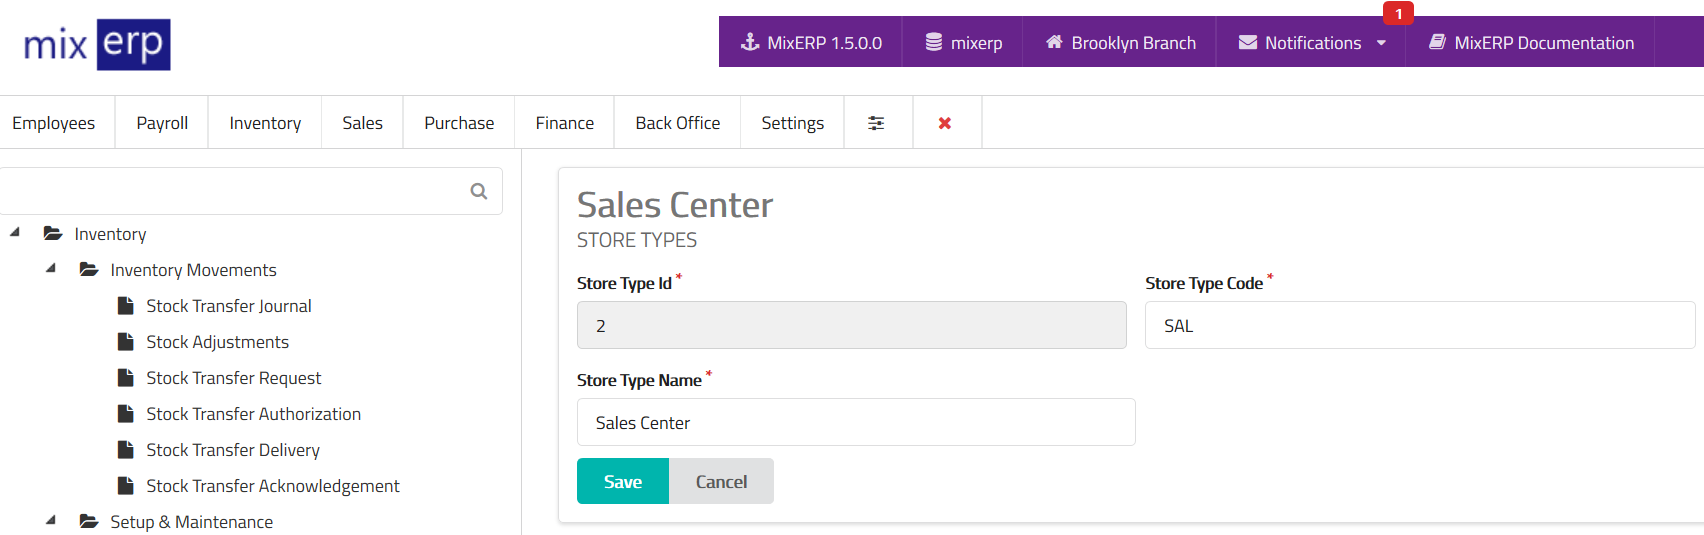 mix erp
1
MixERP 1.5.0.0 mixerp Brooklyn Branch Notifications MixERP Documentation
Employees Payroll Inventory Sales Purchase Finance Back Office Settings
Inventory
Inventory Movements
Stock Transfer Journal
Stock Adjustments
Stock Transfer Request
Stock Transfer Authorization
Stock Transfer Delivery
Stock Transfer Acknowledgement
Setup & Maintenance
Sales Center
STORE TYPES
Store Type Id * Store Type Code *
2 SAL
Store Type Name *
Sales Center
Save Cancel